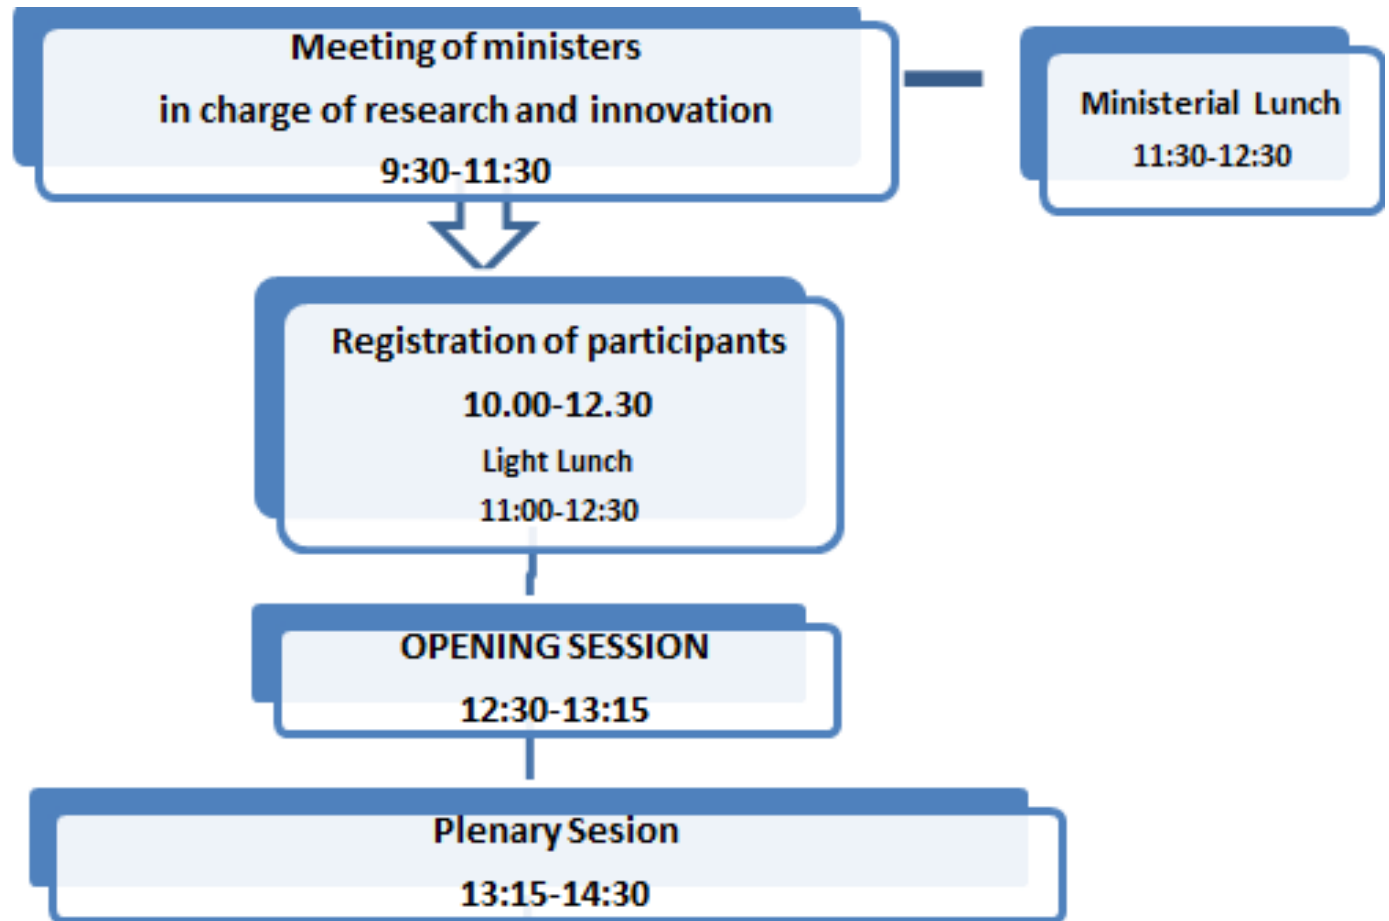 Meeting of ministers
in charge of research and innovation
9:30-11:30
Ministerial Lunch
11:30-12:30
Registration of participants
10.00-12.30
Light Lunch
11:00-12:30
OPENING SESSION
12:30-13:15
Plenary Sesion
13:15-14:30